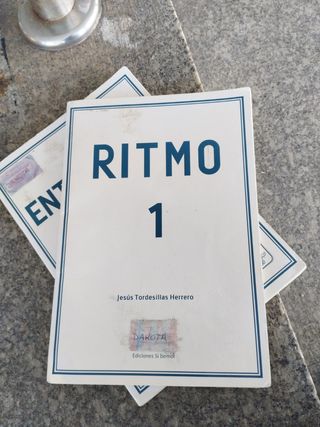 RITMO
1
Jesús Tordesillas Herrero
DAKOTA
Ediciones Si bemol
ENT